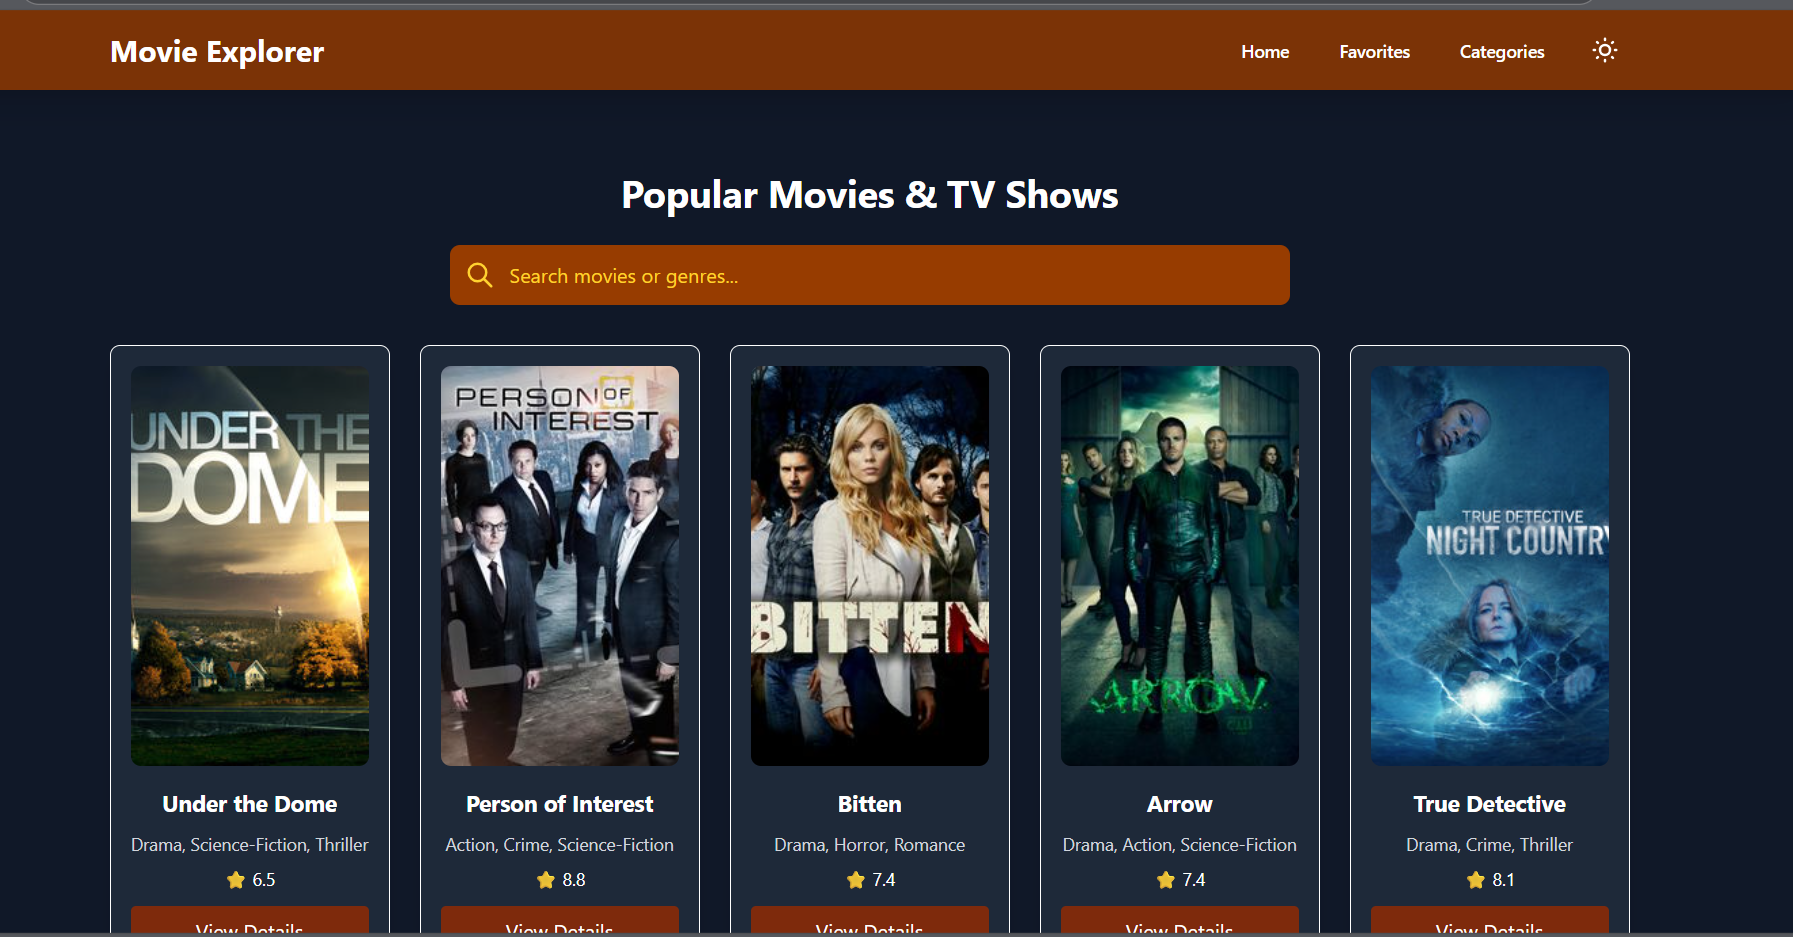 Movie Explorer
Home
Favorites
Categories
Popular Movies & TV Shows
Search movies or genres...
UNDER THE
DOME
PERSON OF
INTEREST
BITTEN
ARROW
TRUE DETECTIVE
NIGHT COUNTRY
Under the Dome
Drama, Science-Fiction, Thriller
6.5
View Details
Person of Interest
Action, Crime, Science-Fiction
8.8
View Details
Bitten
Drama, Horror, Romance
7.4
View Details
Arrow
Drama, Action, Science-Fiction
7.4
View Details
True Detective
Drama, Crime, Thriller
8.1
View Details